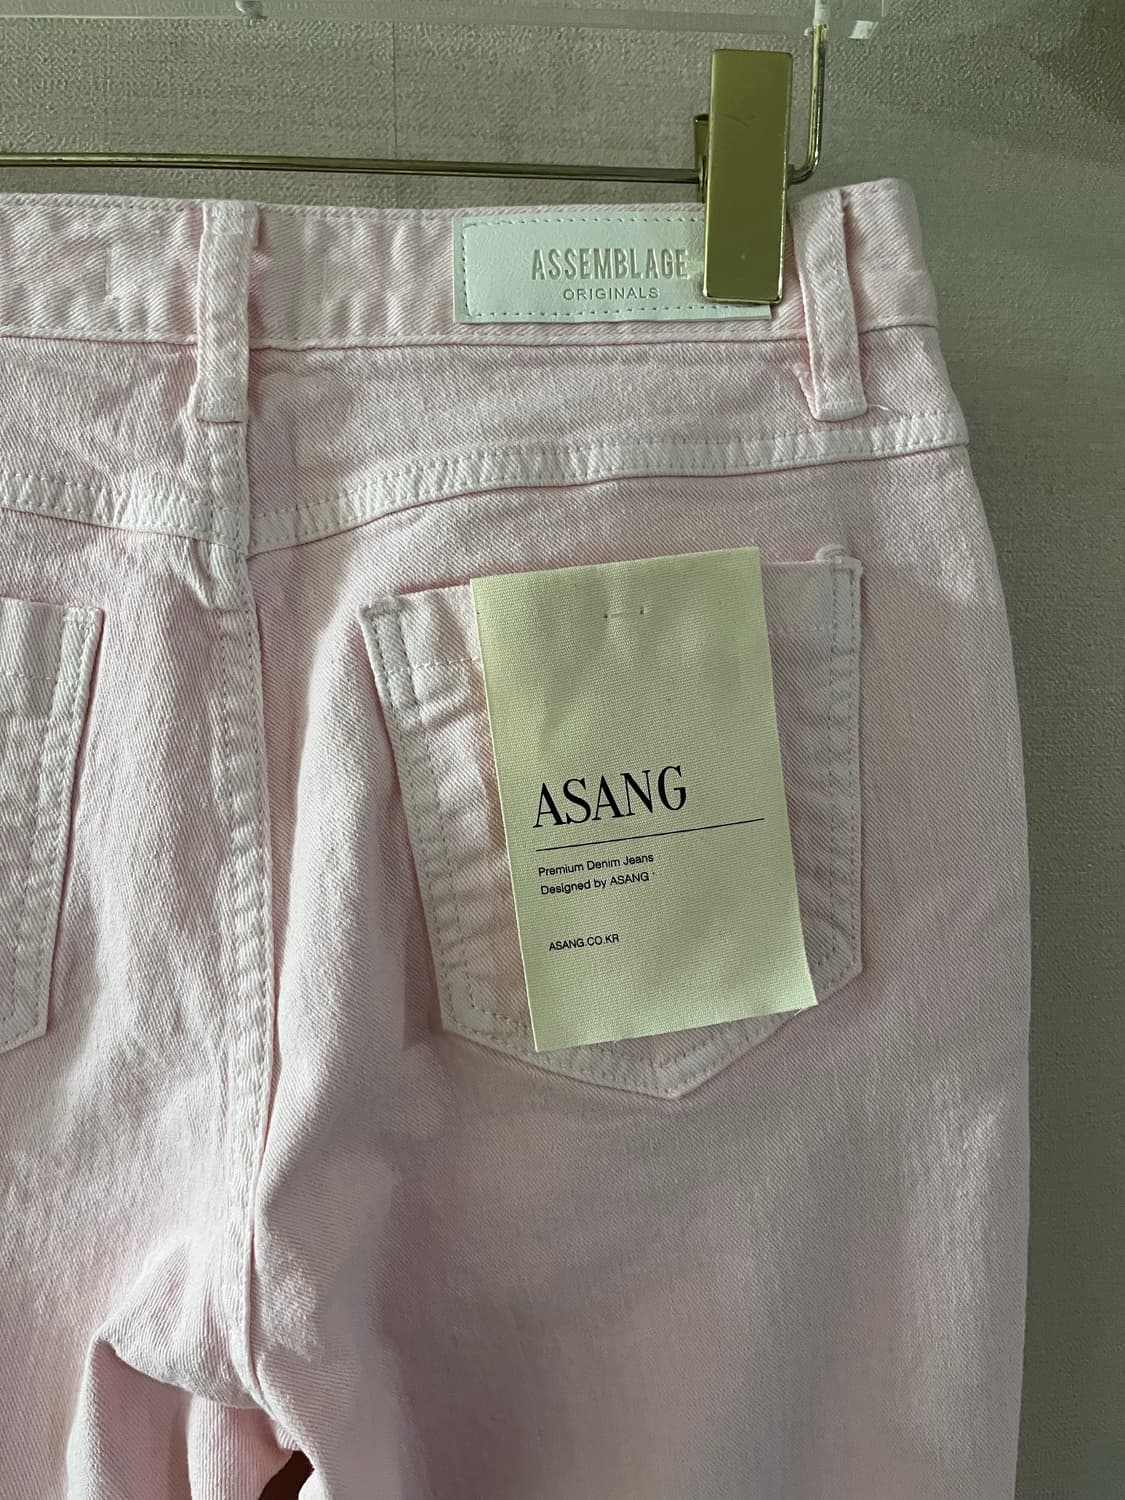 ASSEMBLAGE
ORIGINALS
ASANG
Premium Denim Jeans
Designed by ASANG
ASANG.CO.KR